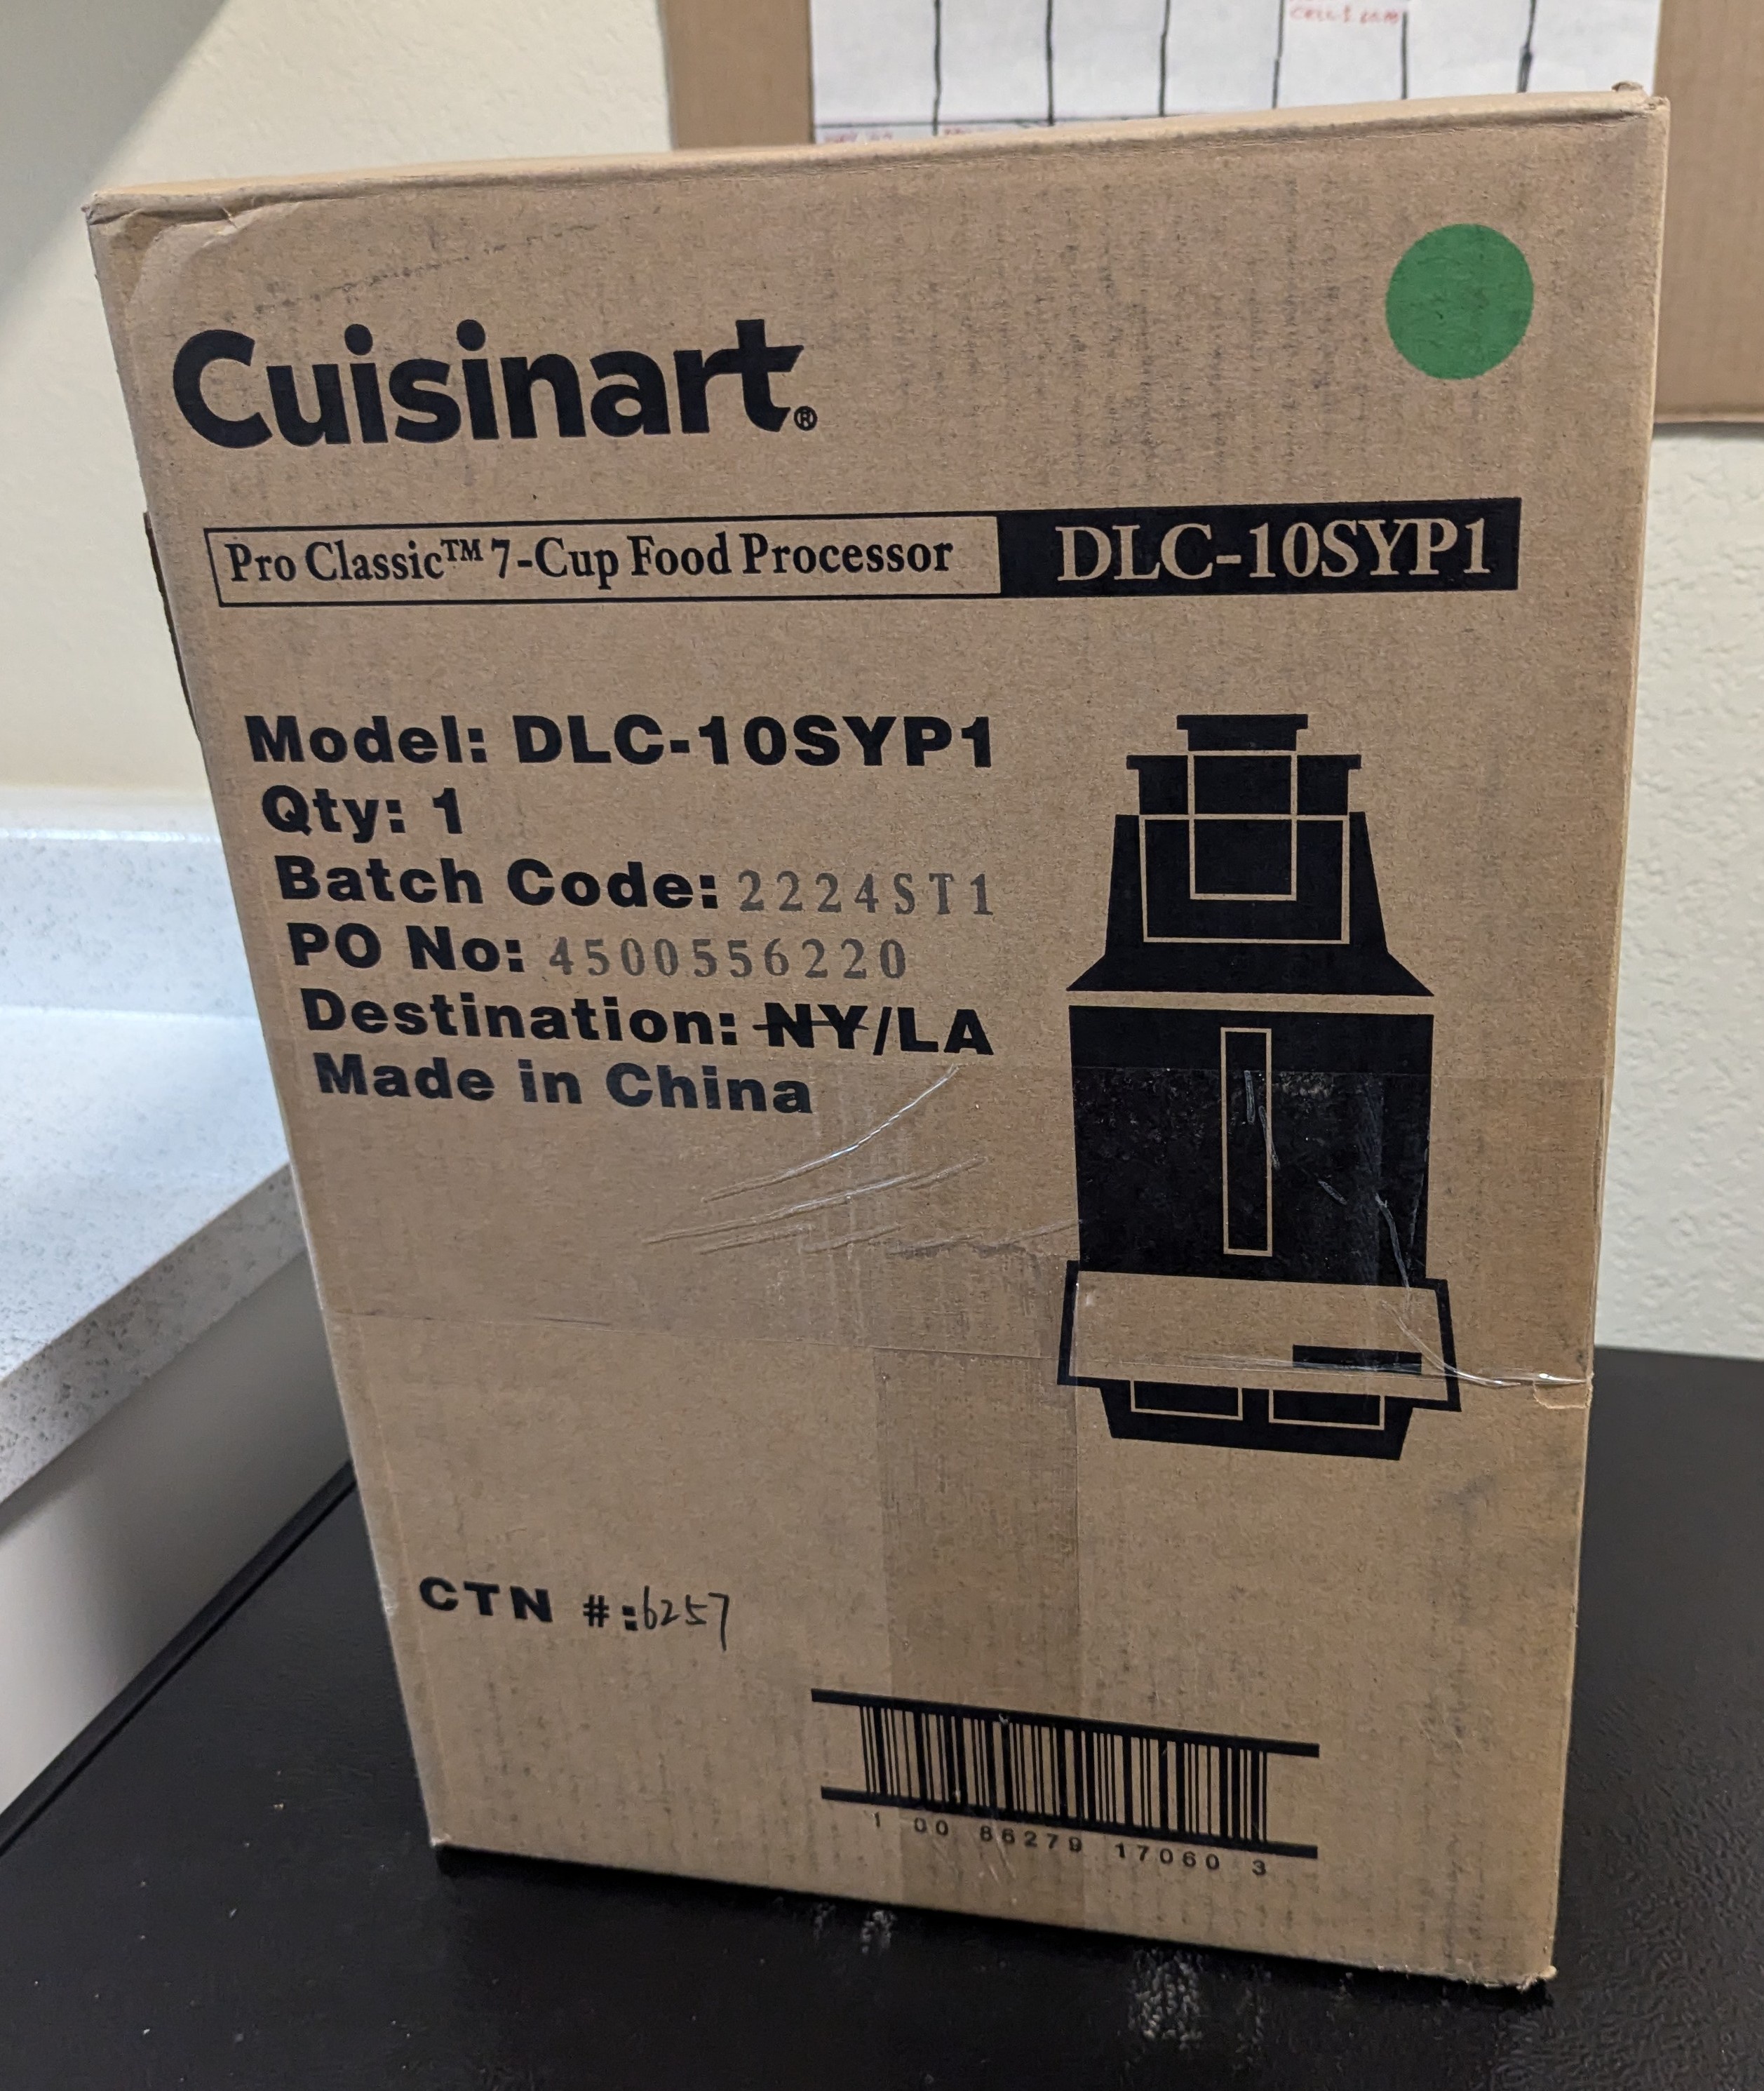 Cuisinart®
Pro Classic™ 7-Cup Food Processor DLC-10SYP1
Model: DLC-10SYP1
Qty: 1
Batch Code: 2224ST1
PO No: 4500556220
Destination: NY/LA
Made in China
CTN #:6257
1 00 86279 17060 3